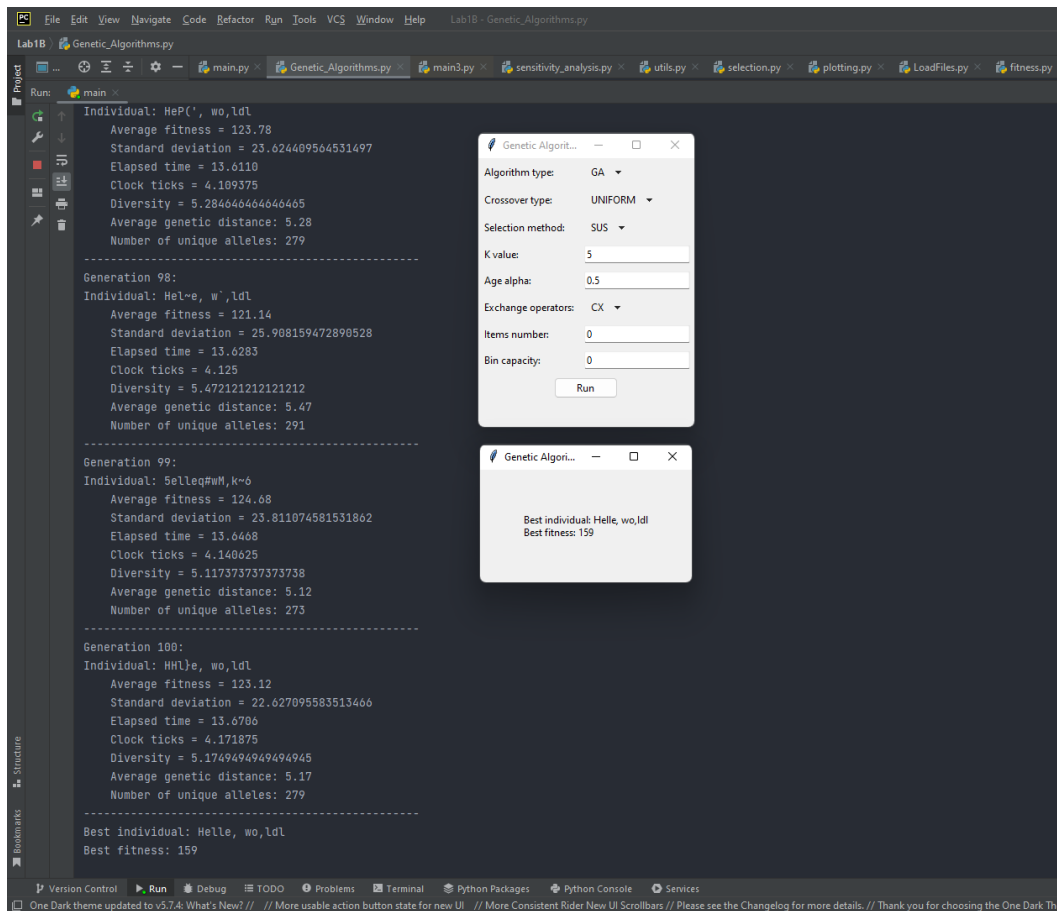 PC File Edit View Navigate Code Refactor Run Tools VCS Window Help Lab1B - Genetic_Algorithms.py
Lab1B Genetic_Algorithms.py
Project
... main.py Genetic_Algorithms.py main3.py sensitivity_analysis.py utils.py selection.py plotting.py LoadFiles.py fitness.py
Run: main
Individual: HeP(', wo,ldl
Average fitness = 123.78
Standard deviation = 23.624409564531497
Elapsed time = 13.6110
Clock ticks = 4.109375
Diversity = 5.284646464646465
Average genetic distance: 5.28
Number of unique alleles: 279
-------------------------------------------------
Generation 98:
Individual: Hel~e, w`,ldl
Average fitness = 121.14
Standard deviation = 25.908159472890528
Elapsed time = 13.6283
Clock ticks = 4.125
Diversity = 5.472121212121212
Average genetic distance: 5.47
Number of unique alleles: 291
-------------------------------------------------
Generation 99:
Individual: 5elleq#wM,k~6
Average fitness = 124.68
Standard deviation = 23.811074581531862
Elapsed time = 13.6468
Clock ticks = 4.140625
Diversity = 5.117373737373738
Average genetic distance: 5.12
Number of unique alleles: 273
-------------------------------------------------
Generation 100:
Individual: HHl}e, wo,ldl
Average fitness = 123.12
Standard deviation = 22.627095583513466
Elapsed time = 13.6706
Clock ticks = 4.171875
Diversity = 5.1749494949494945
Average genetic distance: 5.17
Number of unique alleles: 279
-------------------------------------------------
Best individual: Helle, wo,ldl
Best fitness: 159
Genetic Algorit...
Algorithm type: GA
Crossover type: UNIFORM
Selection method: SUS
K value: 5
Age alpha: 0.5
Exchange operators: CX
Items number: 0
Bin capacity: 0
Run
Genetic Algori...
Best individual: Helle, wo,ldl
Best fitness: 159
Structure
Bookmarks
Version Control Run Debug TODO Problems Terminal Python Packages Python Console Services
One Dark theme updated to v5.7.4: What's New? // // More usable action button state for new UI // More Consistent Rider New UI Scrollbars // Please see the Changelog for more details. // Thank you for choosing the One Dark Th